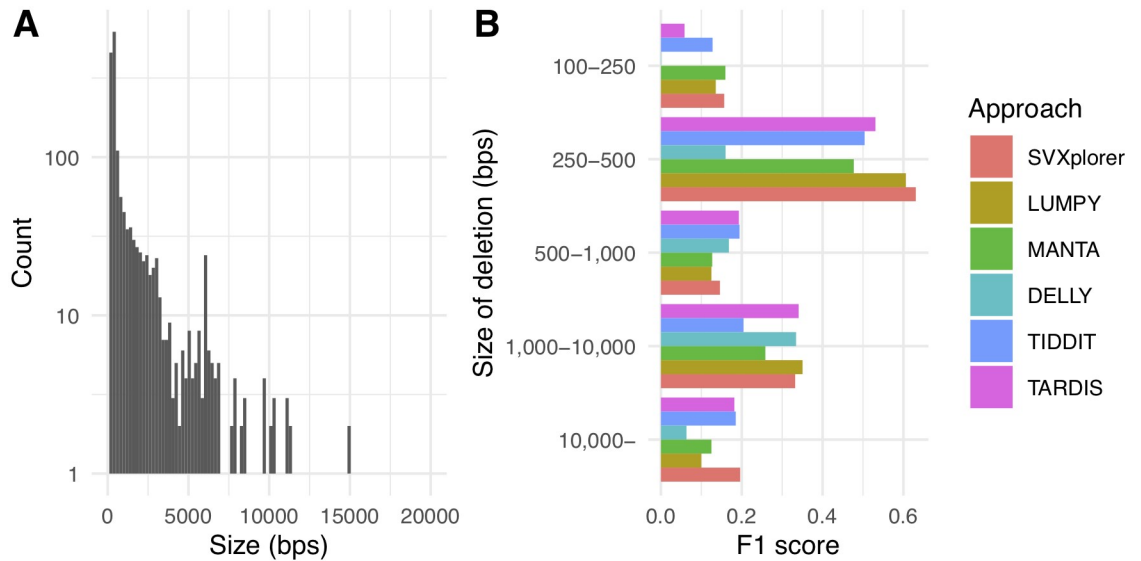 A
Count
100
10
1
0 5000 10000 15000 20000
Size (bps)
B
Size of deletion (bps)
100−250
250−500
500−1,000
1,000−10,000
10,000−
0.0 0.2 0.4 0.6
F1 score
Approach
SVXplorer
LUMPY
MANTA
DELLY
TIDDIT
TARDIS